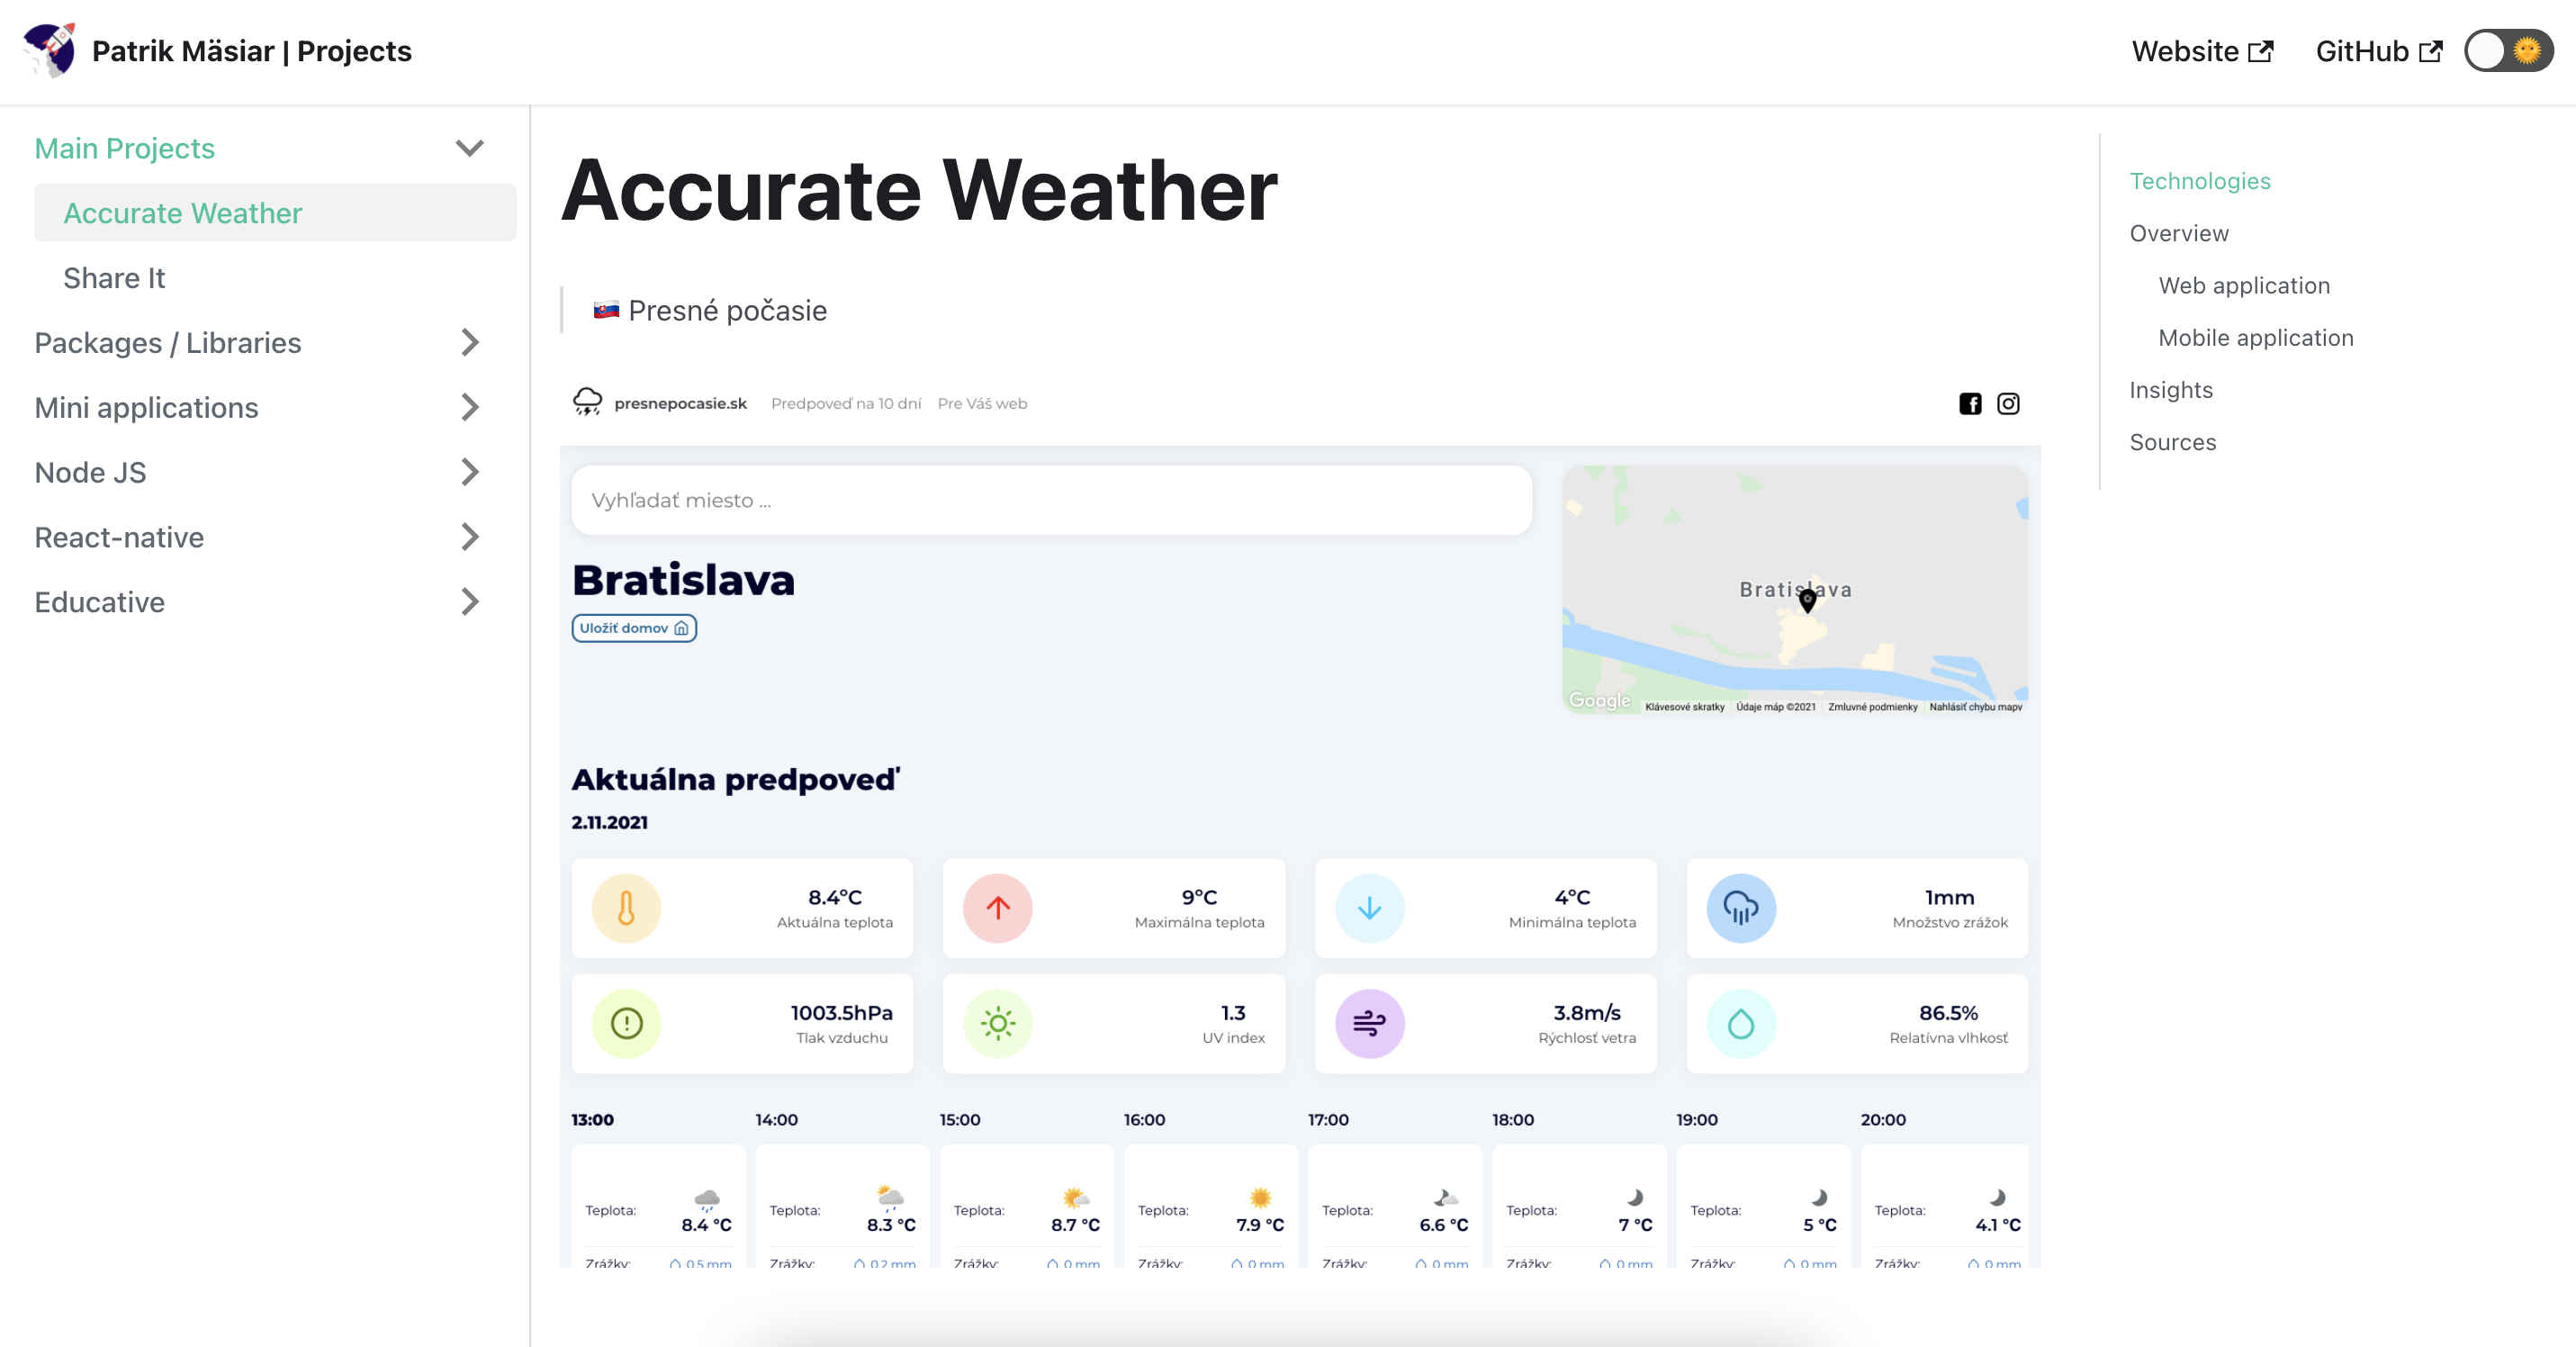 Patrik Mäsiar | Projects
Website
GitHub
Main Projects
Accurate Weather
Share It
Packages / Libraries
Mini applications
Node JS
React-native
Educative
Accurate Weather
Presné počasie
presnepocasie.sk Predpoveď na 10 dní Pre Váš web
Vyhľadať miesto ...
Bratislava
Uložiť domov
Bratislava
Google
Klávesové skratky Údaje máp ©2021 Zmluvné podmienky Nahlásiť chybu mapy
Aktuálna predpoveď
2.11.2021
8.4°C
Aktuálna teplota
9°C
Maximálna teplota
4°C
Minimálna teplota
1mm
Množstvo zrážok
1003.5hPa
Tlak vzduchu
1.3
UV index
3.8m/s
Rýchlosť vetra
86.5%
Relatívna vlhkosť
13:00 14:00 15:00 16:00 17:00 18:00 19:00 20:00
Teplota: 8.4 °C
Teplota: 8.3 °C
Teplota: 8.7 °C
Teplota: 7.9 °C
Teplota: 6.6 °C
Teplota: 7 °C
Teplota: 5 °C
Teplota: 4.1 °C
Zrážky: 0.5 mm
Zrážky: 0.2 mm
Zrážky: 0 mm
Zrážky: 0 mm
Zrážky: 0 mm
Zrážky: 0 mm
Zrážky: 0 mm
Zrážky: 0 mm
Technologies
Overview
Web application
Mobile application
Insights
Sources